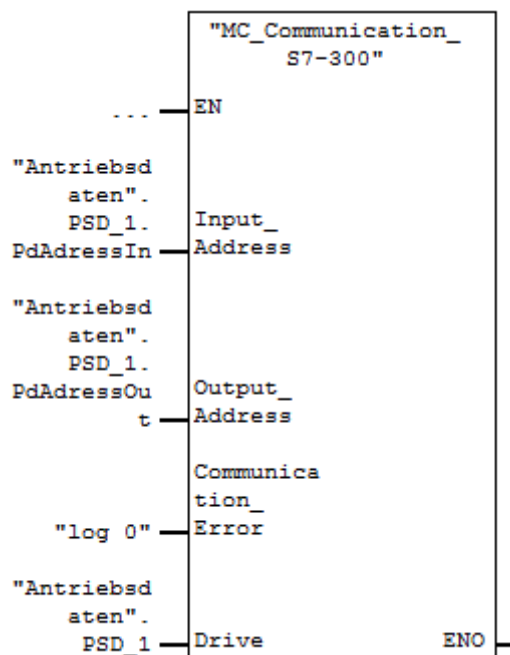 "MC_Communication_
S7-300"
... EN
"Antriebsd
aten".
PSD_1.
PdAdressIn
Input_
Address
"Antriebsd
aten".
PSD_1.
PdAdressOu
t
Output_
Address
Communica
tion_
"log 0" Error
"Antriebsd
aten".
PSD_1 Drive ENO